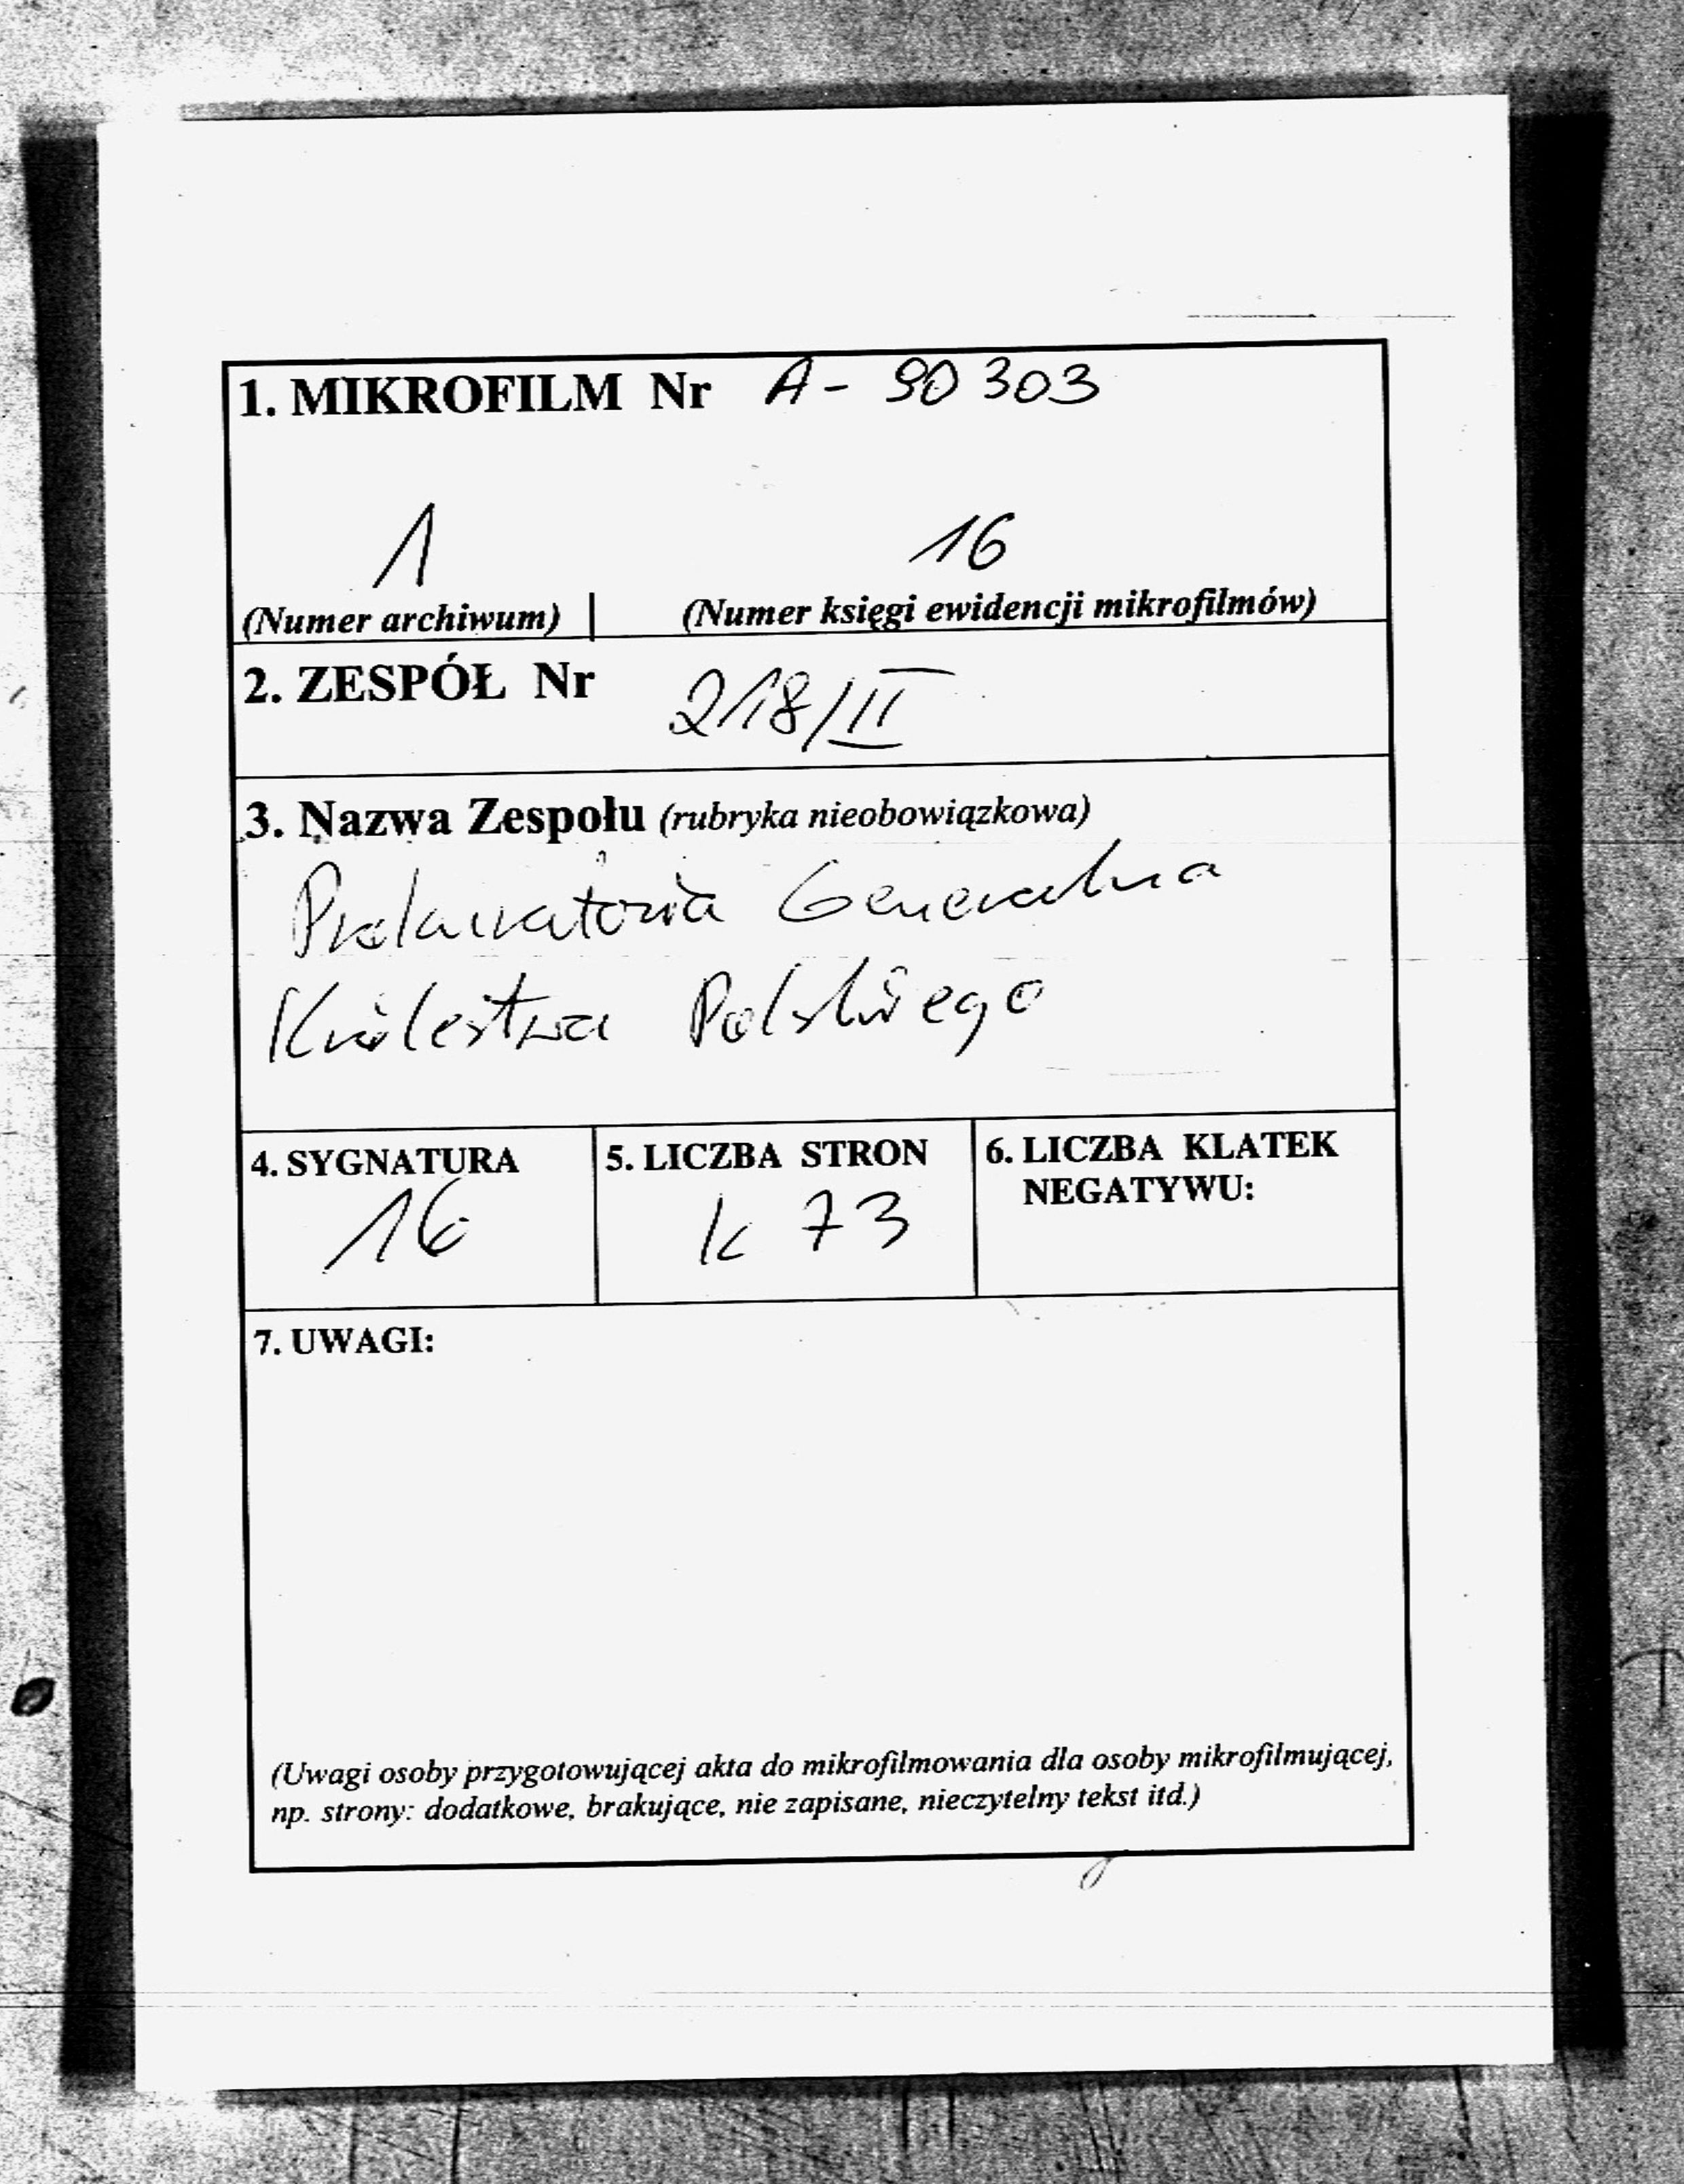 1. MIKROFILM Nr A- 90303
1 16
(Numer archiwum) | (Numer księgi ewidencji mikrofilmów)
2. ZESPÓŁ Nr 218/II
3. Nazwa Zespołu (rubryka nieobowiązkowa)
Prokuratoria Generalna
Królestwa Polskiego
4. SYGNATURA 5. LICZBA STRON 6. LICZBA KLATEK
NEGATYWU:
16 k 73
7. UWAGI:
(Uwagi osoby przygotowującej akta do mikrofilmowania dla osoby mikrofilmującej,
np. strony: dodatkowe, brakujące, nie zapisane, nieczytelny tekst itd.)